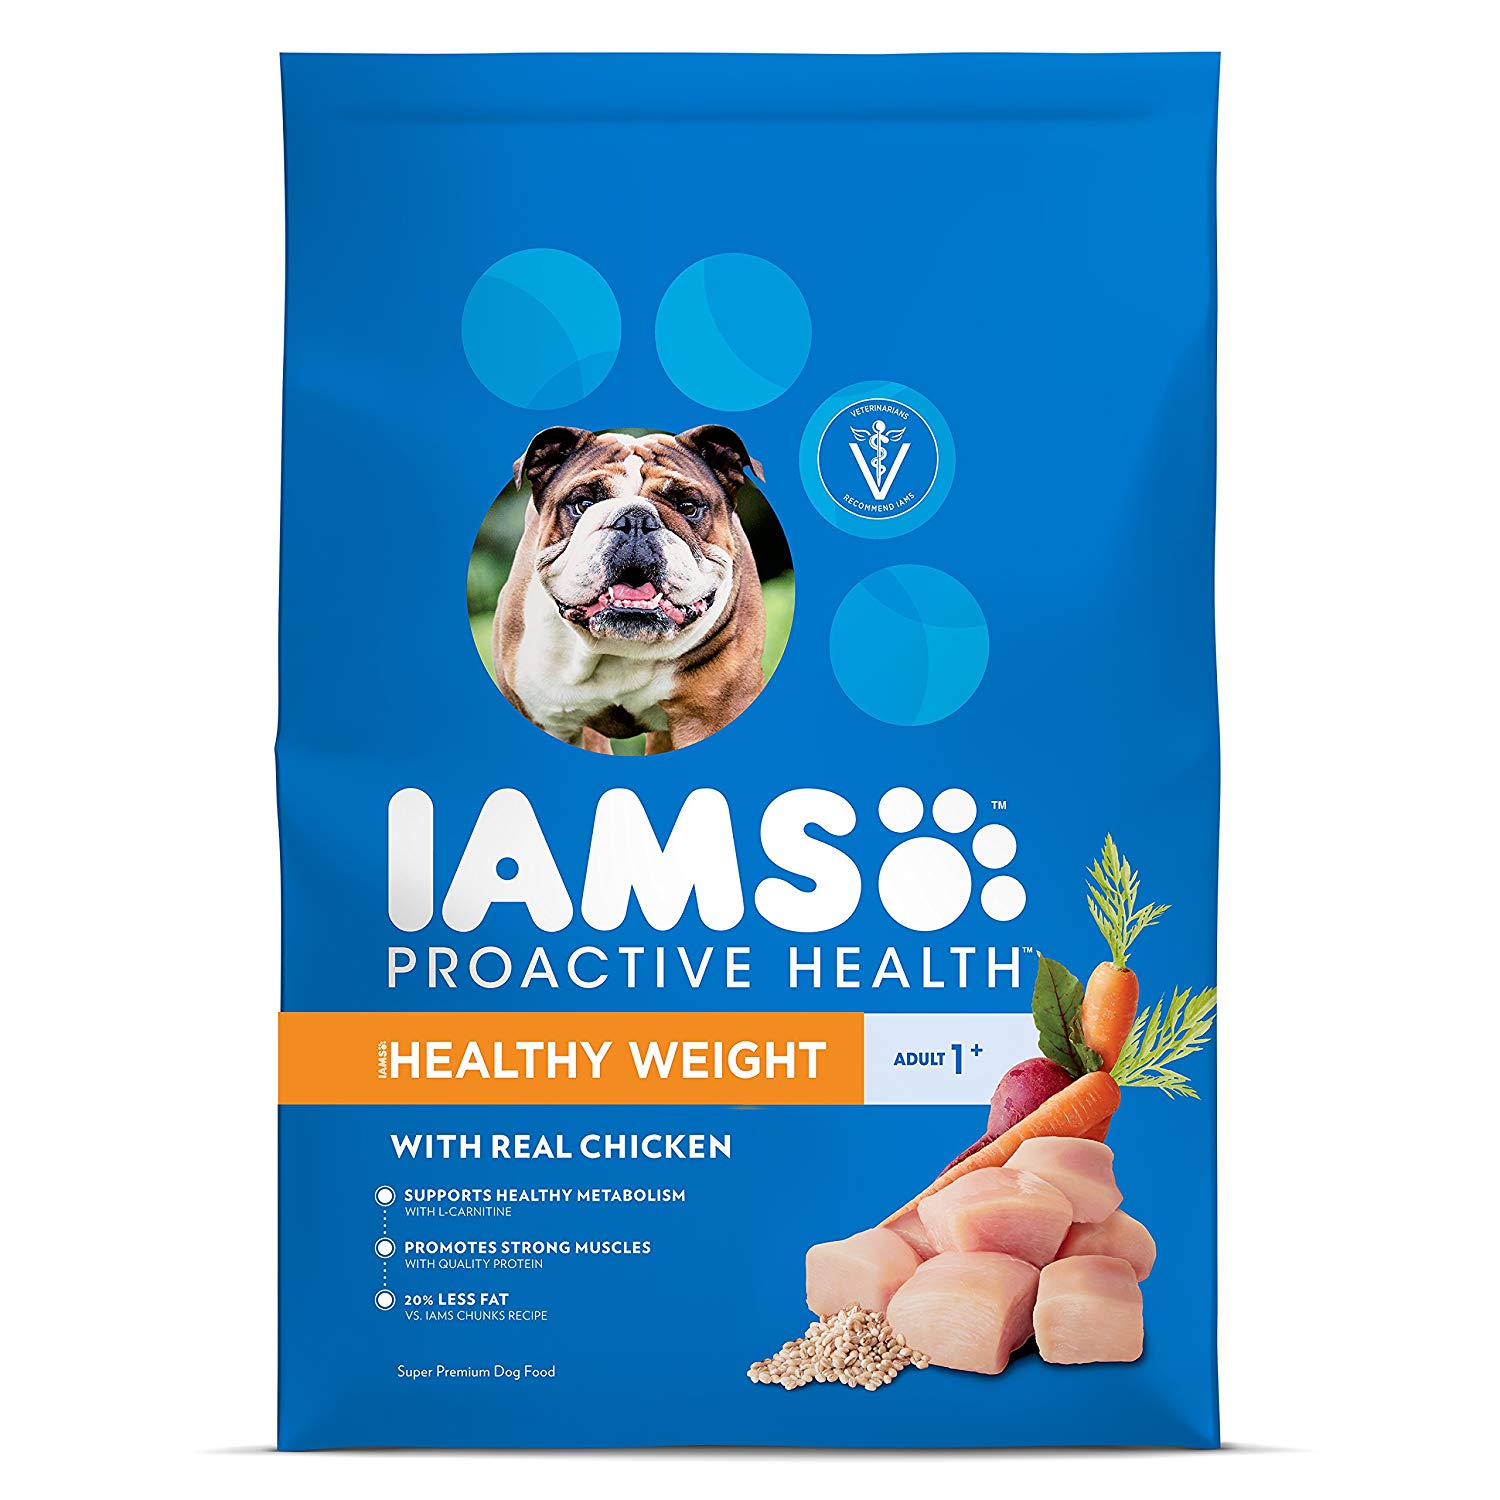 VETERINARIANS
V
RECOMMEND IAMS
IAMS™
PROACTIVE HEALTH™
IAMS HEALTHY WEIGHT
ADULT 1+
WITH REAL CHICKEN
SUPPORTS HEALTHY METABOLISM
WITH L-CARNITINE
PROMOTES STRONG MUSCLES
WITH QUALITY PROTEIN
20% LESS FAT
VS. IAMS CHUNKS RECIPE
Super Premium Dog Food